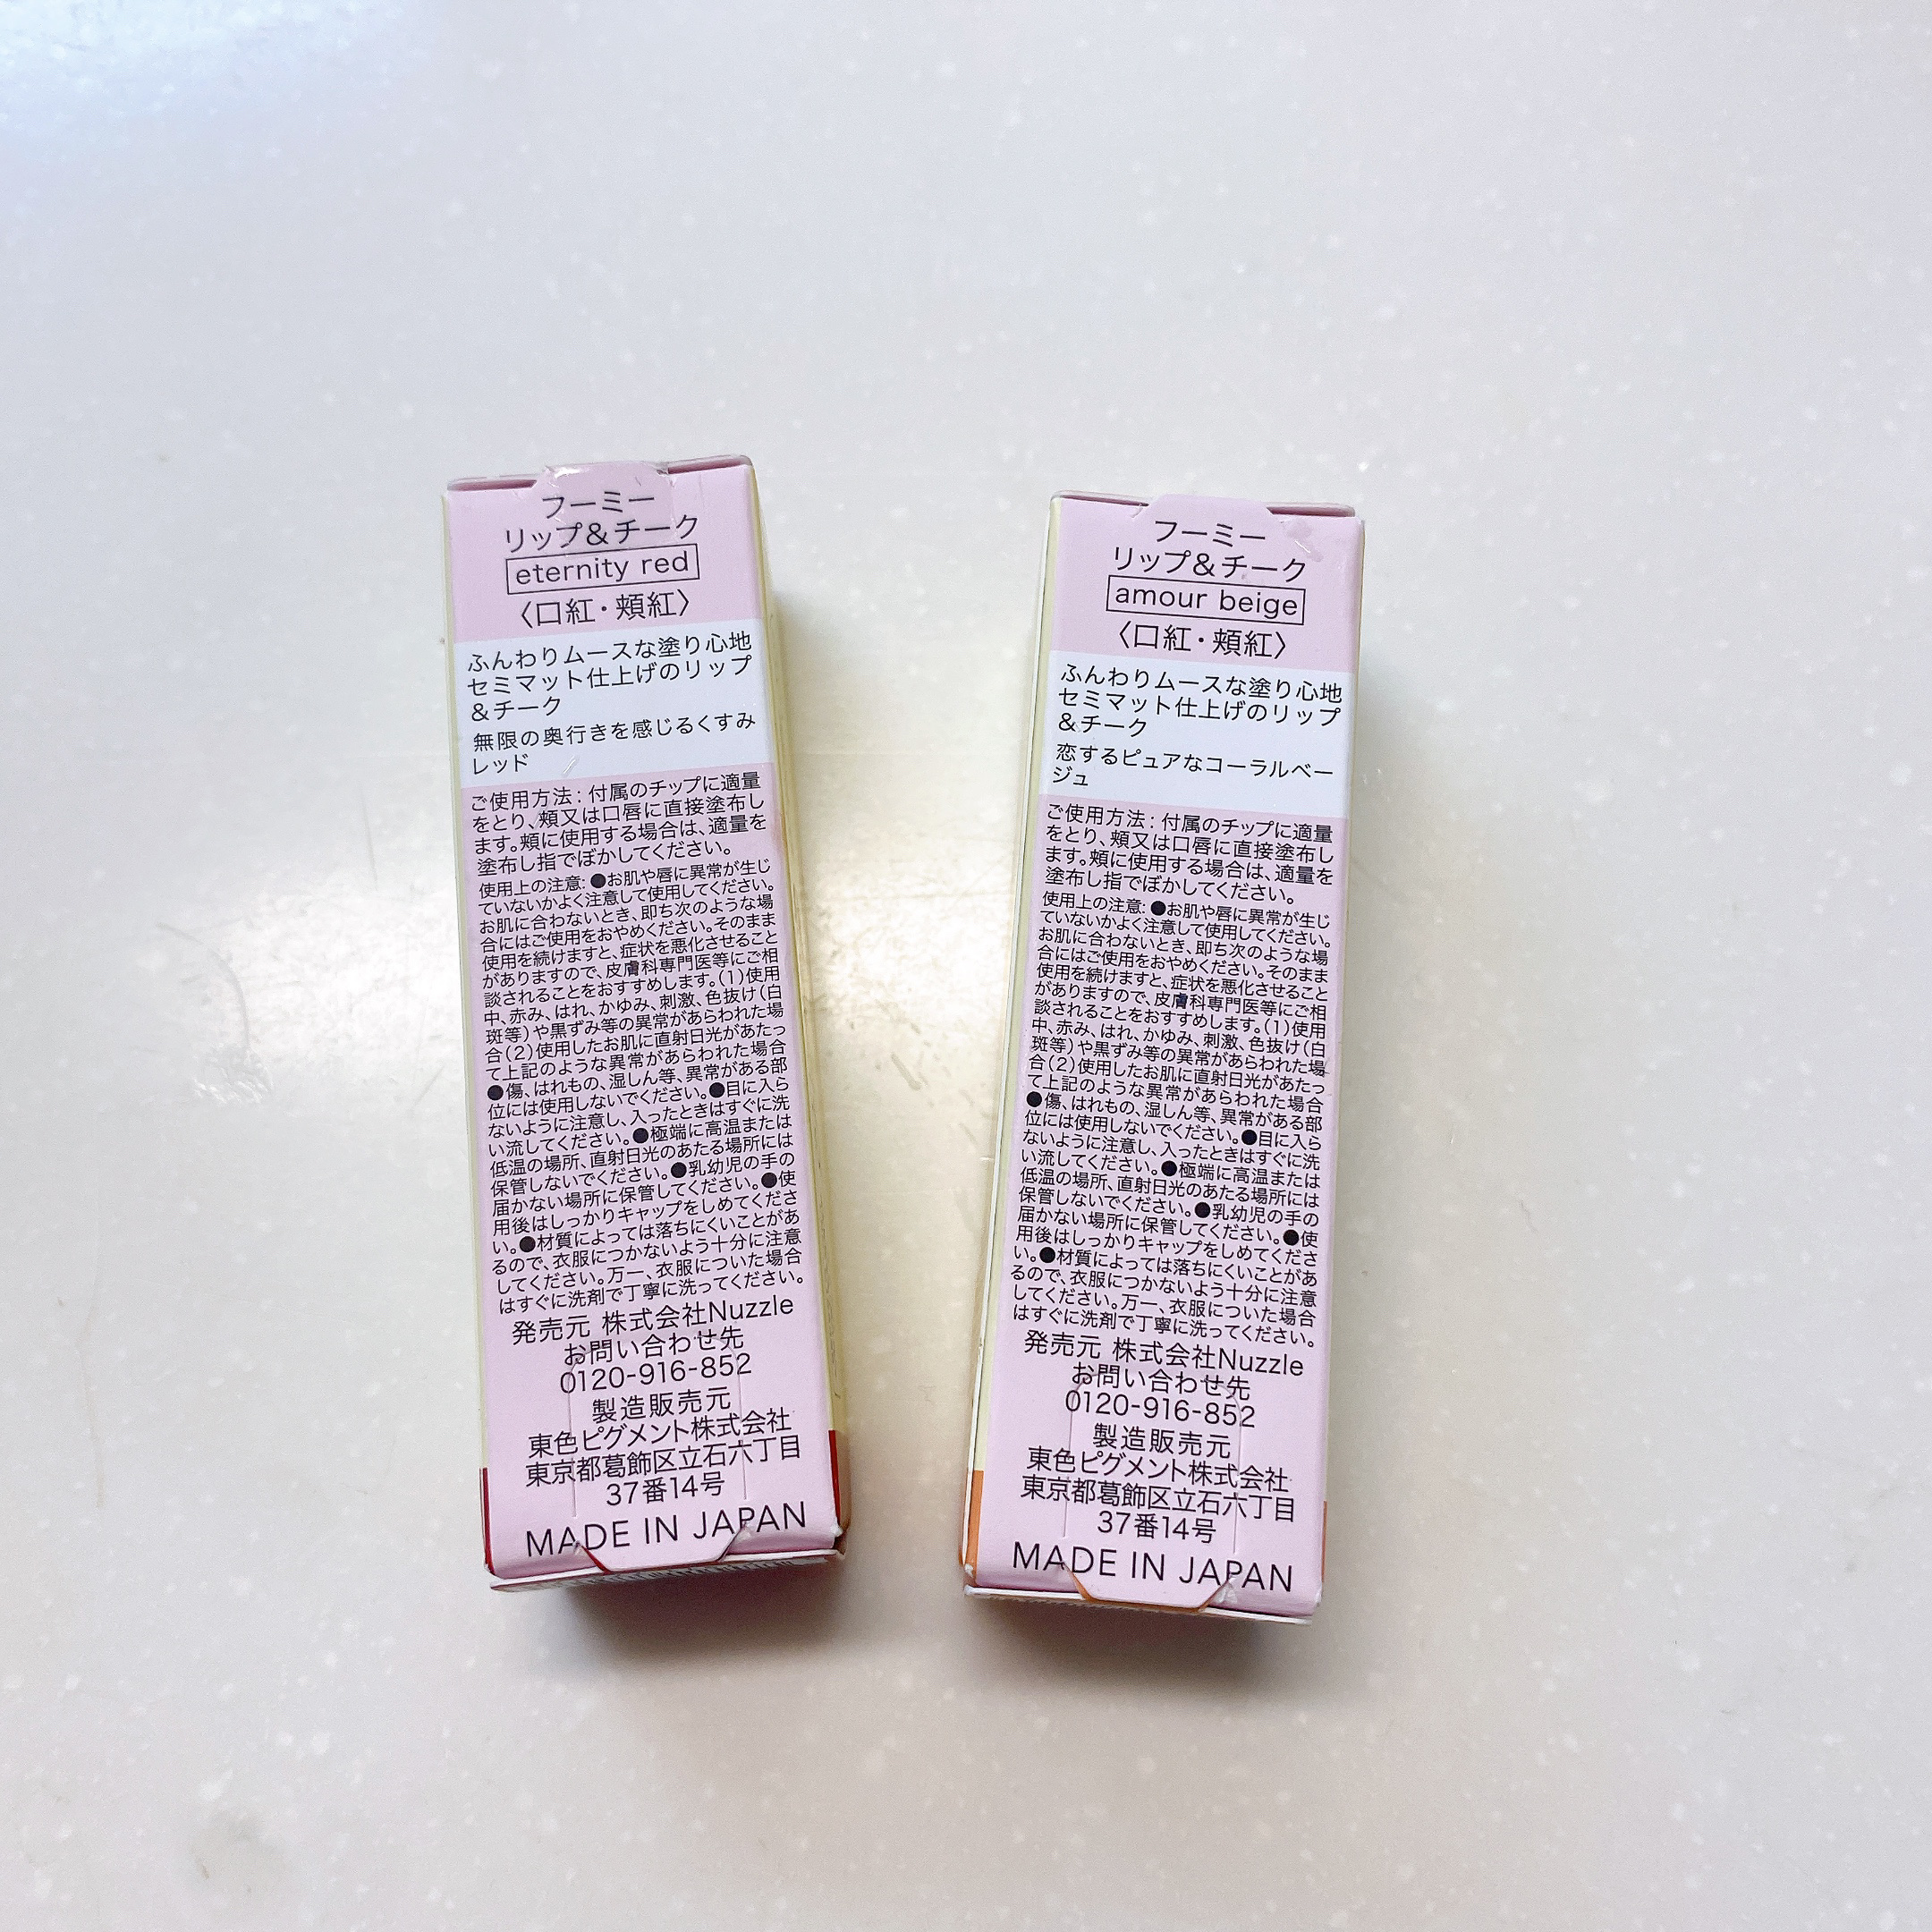 フーミー
リップ&チーク
eternity red
〈口紅・頬紅〉
ふんわりムースな塗り心地
セミマット仕上げのリップ
&チーク
無限の奥行きを感じるくすみ
レッド
ご使用方法:付属のチップに適量
をとり、頬又は口唇に直接塗布し
ます。頬に使用する場合は、適量を
塗布し指でぼかしてください。
使用上の注意:●お肌や唇に異常が生じ
ていないかよく注意して使用してください。
お肌に合わないとき、即ち次のような場
合にはご使用をおやめください。そのまま
使用を続けますと、症状を悪化させること
がありますので、皮膚科専門医等にご相
談されることをおすすめします。(1)使用
中、赤み、はれ、かゆみ、刺激、色抜け(白
斑等)や黒ずみ等の異常があらわれた場
合(2)使用したお肌に直射日光があたっ
て上記のような異常があらわれた場合
●傷、はれもの、湿しん等、異常がある部
位には使用しないでください。●目に入ら
ないように注意し、入ったときはすぐに洗
い流してください。●極端に高温または
低温の場所、直射日光のあたる場所には
保管しないでください。●乳幼児の手の
届かない場所に保管してください。●使
用後はしっかりキャップをしめてくださ
い。●材質によっては落ちにくいことがあ
るので、衣服につかないよう十分に注意
してください。万一、衣服についた場合
はすぐに洗剤で丁寧に洗ってください。
発売元 株式会社Nuzzle
お問い合わせ先
0120-916-852
製造販売元
東色ピグメント株式会社
東京都葛飾区立石六丁目
37番14号
MADE IN JAPAN
フーミー
リップ&チーク
amour beige
〈口紅・頬紅〉
ふんわりムースな塗り心地
セミマット仕上げのリップ
&チーク
恋するピュアなコーラルベー
ジュ
ご使用方法:付属のチップに適量
をとり、頬又は口唇に直接塗布し
ます。頬に使用する場合は、適量を
塗布し指でぼかしてください。
使用上の注意:●お肌や唇に異常が生じ
ていないかよく注意して使用してください。
お肌に合わないとき、即ち次のような場
合にはご使用をおやめください。そのまま
使用を続けますと、症状を悪化させること
がありますので、皮膚科専門医等にご相
談されることをおすすめします。(1)使用
中、赤み、はれ、かゆみ、刺激、色抜け(白
斑等)や黒ずみ等の異常があらわれた場
合(2)使用したお肌に直射日光があたっ
て上記のような異常があらわれた場合
●傷、はれもの、湿しん等、異常がある部
位には使用しないでください。●目に入ら
ないように注意し、入ったときはすぐに洗
い流してください。●極端に高温または
低温の場所、直射日光のあたる場所には
保管しないでください。●乳幼児の手の
届かない場所に保管してください。●使
用後はしっかりキャップをしめてくださ
い。●材質によっては落ちにくいことがあ
るので、衣服につかないよう十分に注意
してください。万一、衣服についた場合
はすぐに洗剤で丁寧に洗ってください。
発売元 株式会社Nuzzle
お問い合わせ先
0120-916-852
製造販売元
東色ピグメント株式会社
東京都葛飾区立石六丁目
37番14号
MADE IN JAPAN